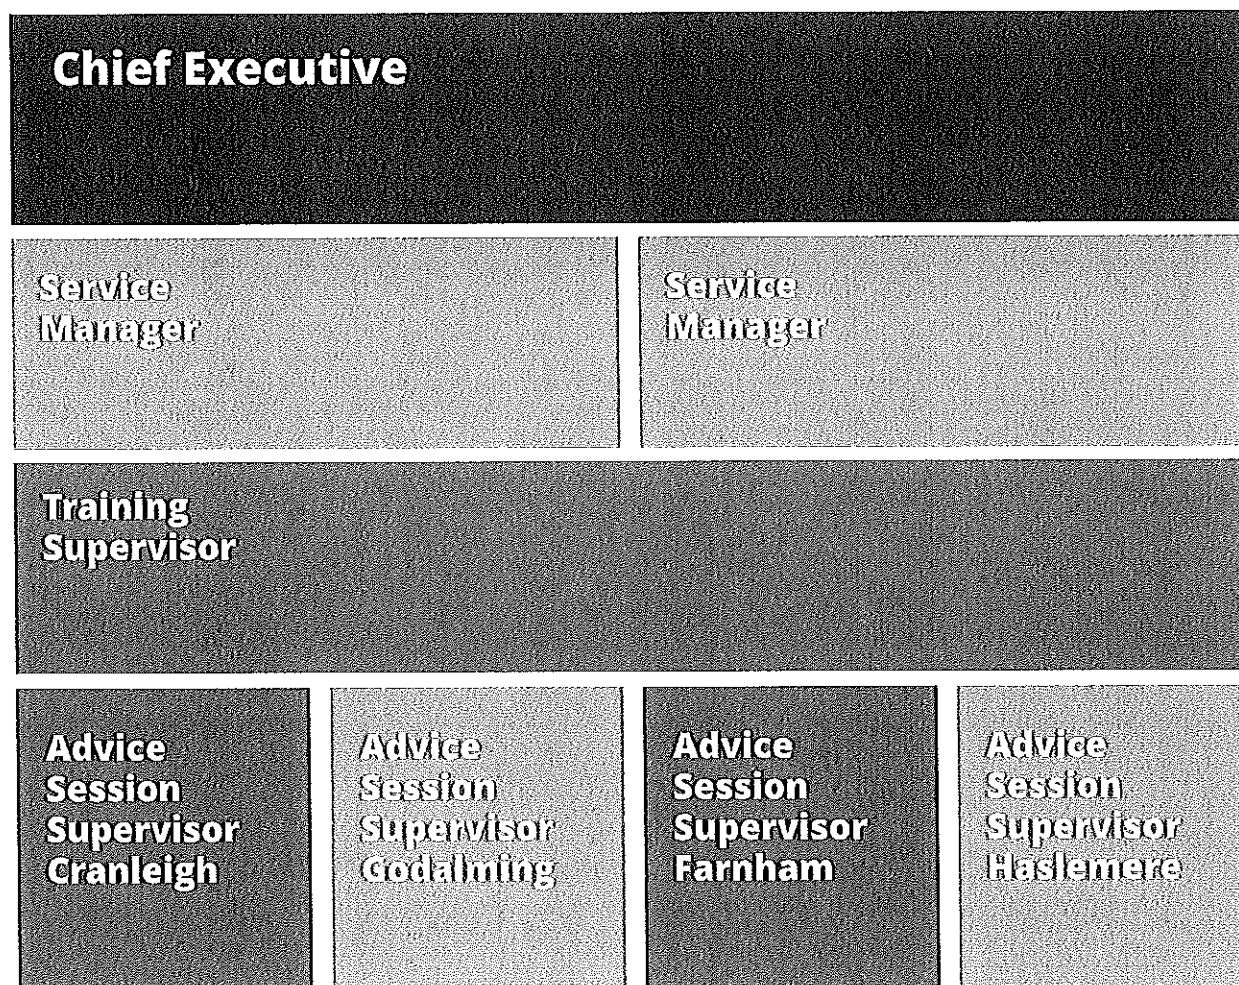 Chief Executive
Service
Manager
Service
Manager
Training
Supervisor
Advice
Session
Supervisor
Cranleigh
Advice
Session
Supervisor
Godalming
Advice
Session
Supervisor
Farnham
Advice
Session
Supervisor
Haslemere